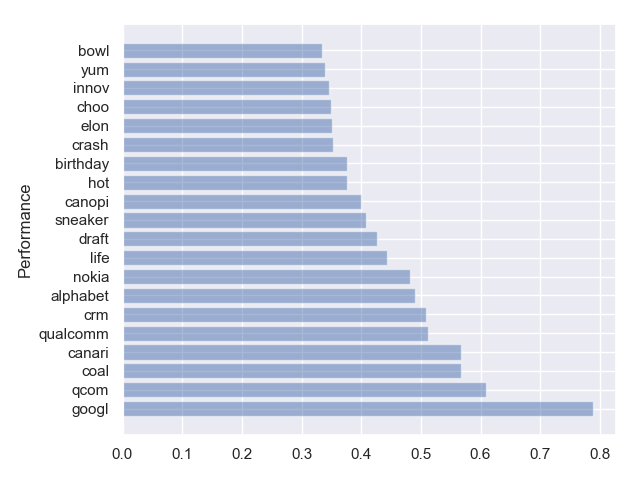 Performance
bowl
yum
innov
choo
elon
crash
birthday
hot
canopi
sneaker
draft
life
nokia
alphabet
crm
qualcomm
canari
coal
qcom
googl
0.0 0.1 0.2 0.3 0.4 0.5 0.6 0.7 0.8